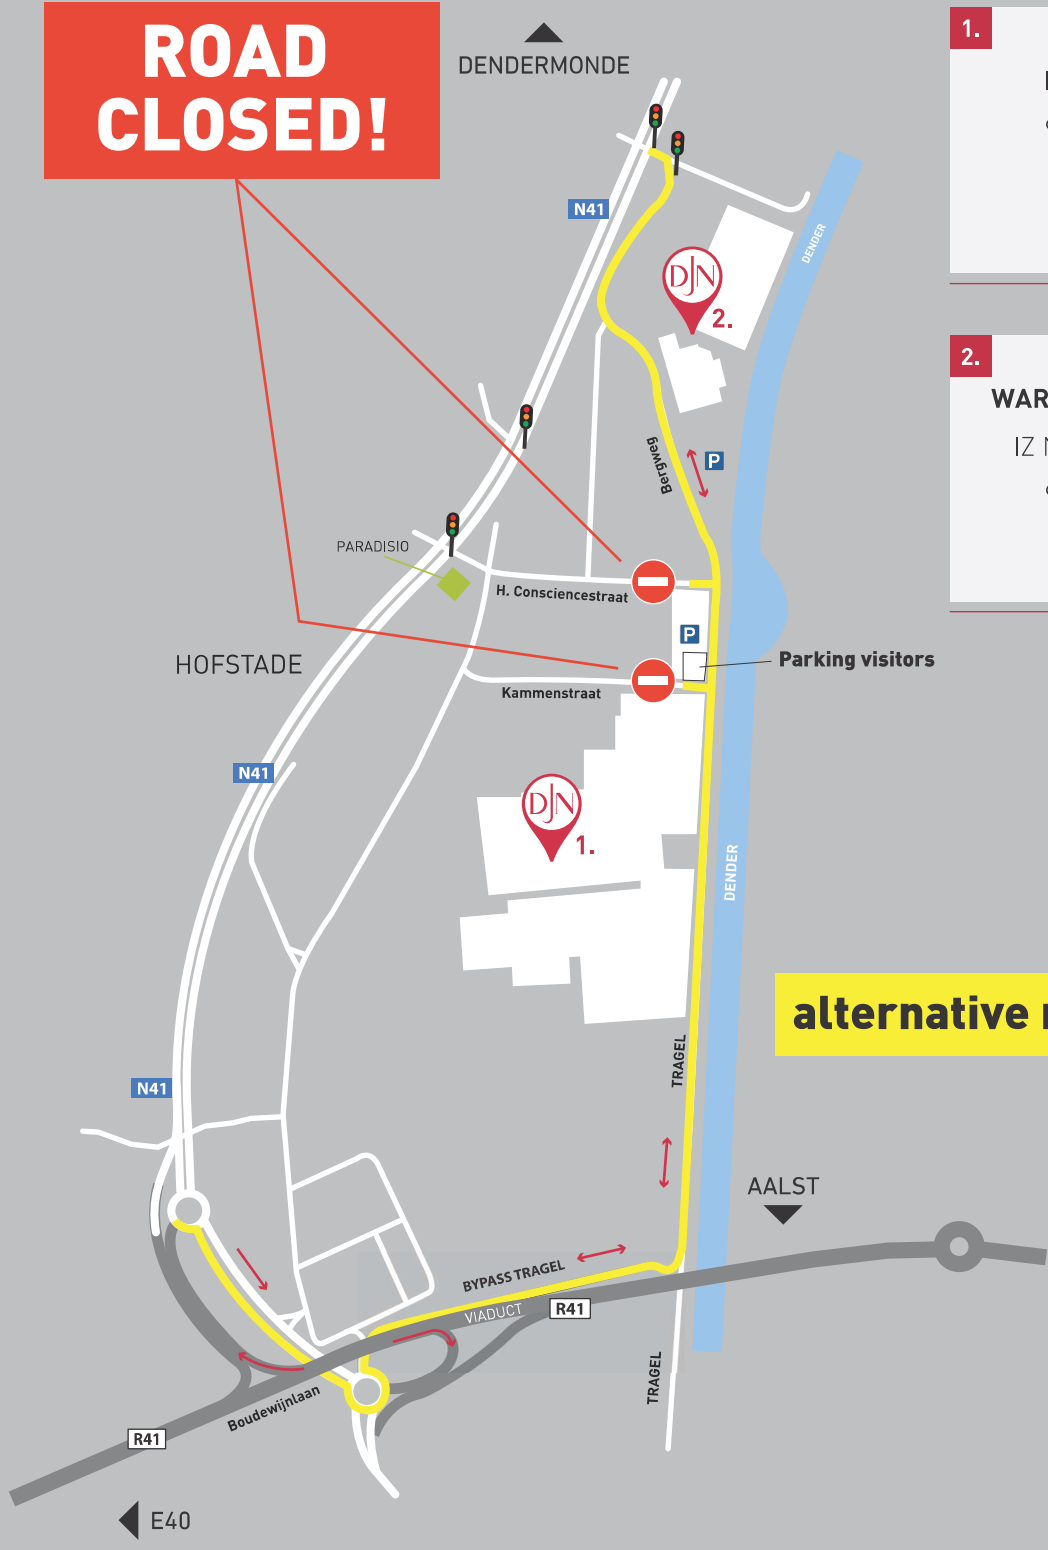 ROAD
CLOSED!
DENDERMONDE
1.
N41
DENDER
DJN
2.
2.
WAR
IZ
Bergweg
P
PARADISIO
H. Consciencestraat
P
HOFSTADE
Parking visitors
Kammenstraat
N41
DJN
1.
DENDER
alternative
TRAGEL
N41
AALST
BYPASS TRAGEL
VIADUCT
R41
TRAGEL
Boudewijnlaan
R41
E40